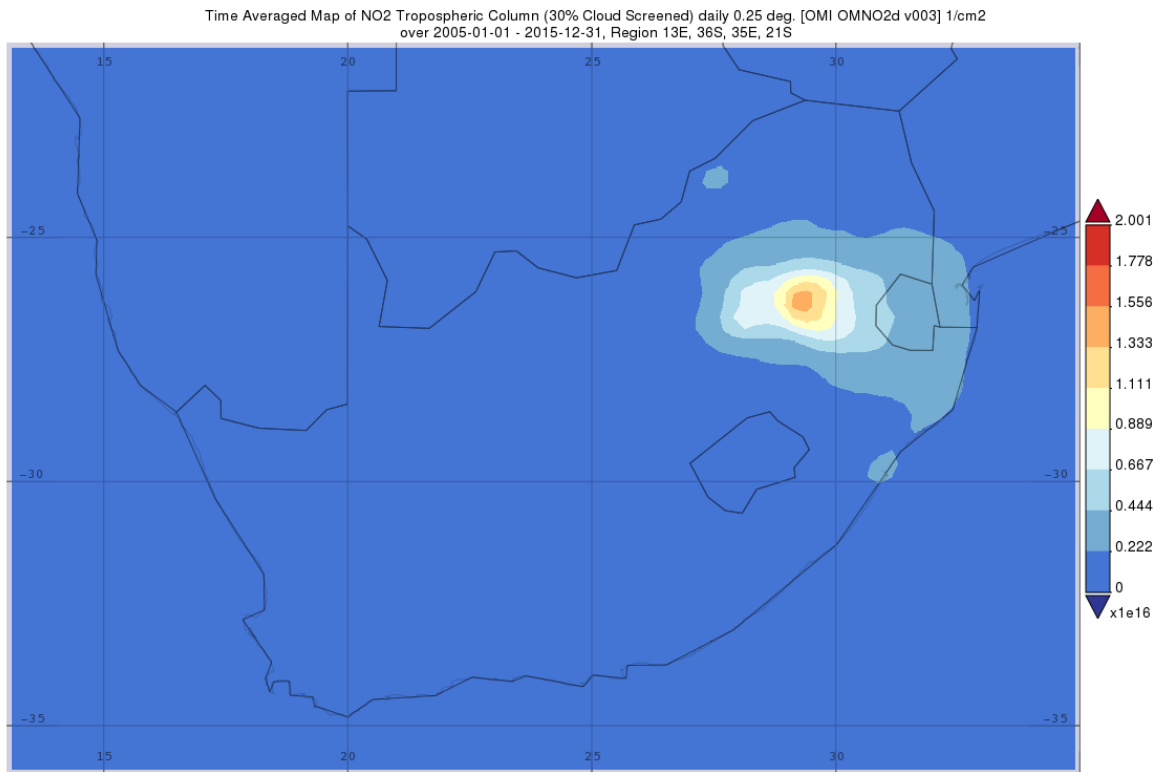 Time Averaged Map of NO2 Tropospheric Column (30% Cloud Screened) daily 0.25 deg. [OMI OMNO2d v003] 1/cm2
over 2005-01-01 - 2015-12-31, Region 13E, 36S, 35E, 21S
15 20 25 30
-25 -25
-30
-35 -35
15 20 25 30
2.001
1.778
1.556
1.333
1.111
0.889
0.667
0.444
0.222
0
x1e16